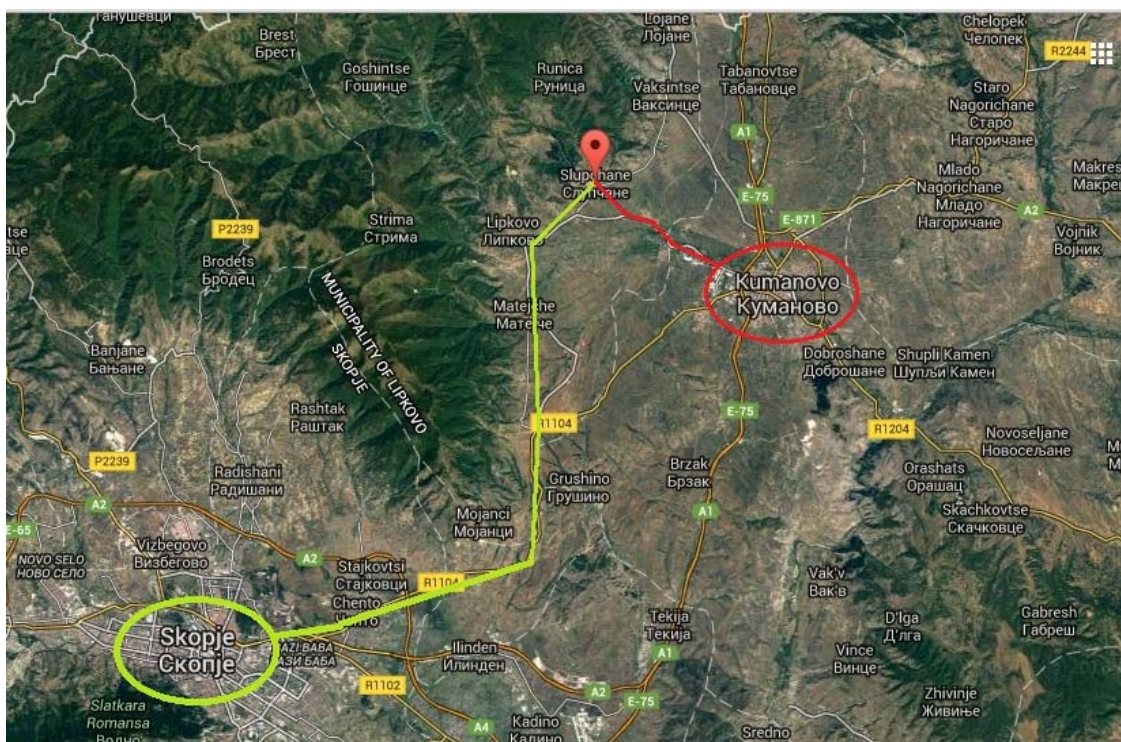 Brest
Брест
Goshintse
Гошинце
Runica
Руница
Lojane
Лојане
Vaksintse
Ваксинце
Tabanovtse
Табановце
Chelopek
Челопек
R2244
Staro
Nagorichane
Старо
Нагоричане
A1
Slupchane
Слупчане
Mlado
Nagorichane
Младо
Нагоричане
A2
E-75
E-871
Vojnik
Војник
P2239
Strima
Стрима
Lipkovo
Липково
Brodets
Бродец
MUNICIPALITY OF LIPKOVO
SKOPJE
Kumanovo
Куманово
Matejche
Матејче
Banjane
Бањане
Dobroshane
Доброшане
Shupli Kamen
Шупљи Камен
Rashtak
Раштак
R1104
E-75
R1204
Novoseljane
Новосељане
P2239
Radishani
Радишани
Grushino
Грушино
Brzak
Брзак
Orashats
Орашац
A2
Mojanci
Мојанци
A1
Skachkovtse
Скачковце
E-65
Vizbegovo
Визбегово
NOVO SELO
НОВО СЕЛО
A2
Stajkovtsi
Стајковци
R1104
Chento
Vak'v
Вак'в
Skopje
Скопје
Tekija
Текија
D'lga
Д'лга
Gabresh
Габреш
Ilinden
Илинден
A1
Vince
Винце
R1102
A2
E-75
Zhivinje
Живиње
Slatkara
Romansa
A4
Kadino
Кадино
Sredno